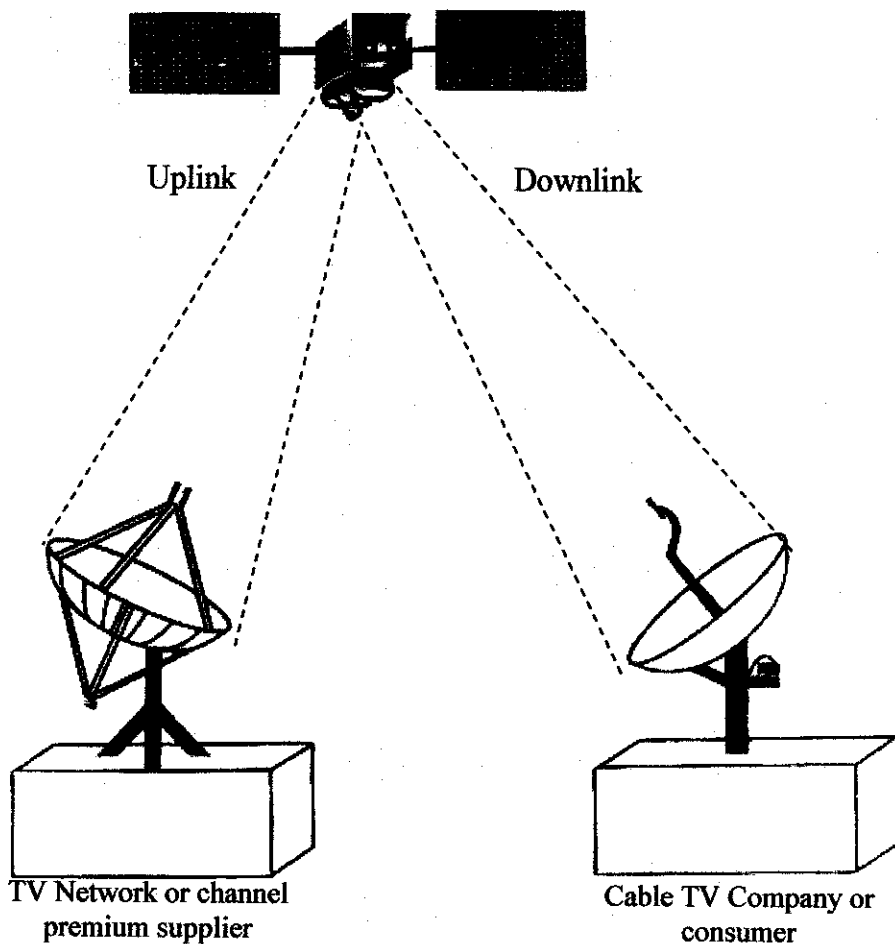 Uplink
Downlink
TV Network or channel
premium supplier
Cable TV Company or
consumer